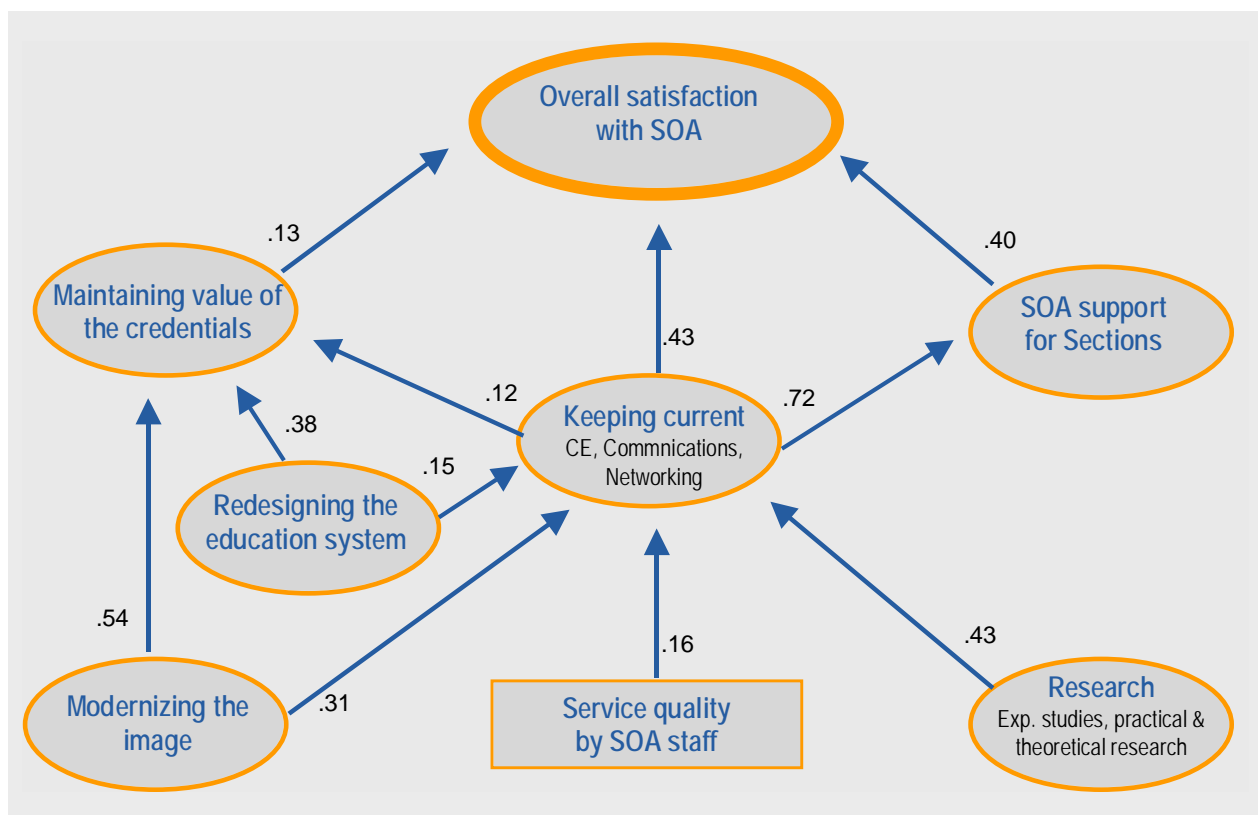 Overall satisfaction
with SOA
.13
.40
Maintaining value of
the credentials
SOA support
for Sections
.43
.12
.72
Keeping current
CE, Commnications,
Networking
.38
.15
Redesigning the
education system
.54
.31
.16
.43
Modernizing the
image
Service quality
by SOA staff
Research
Exp. studies, practical &
theoretical research